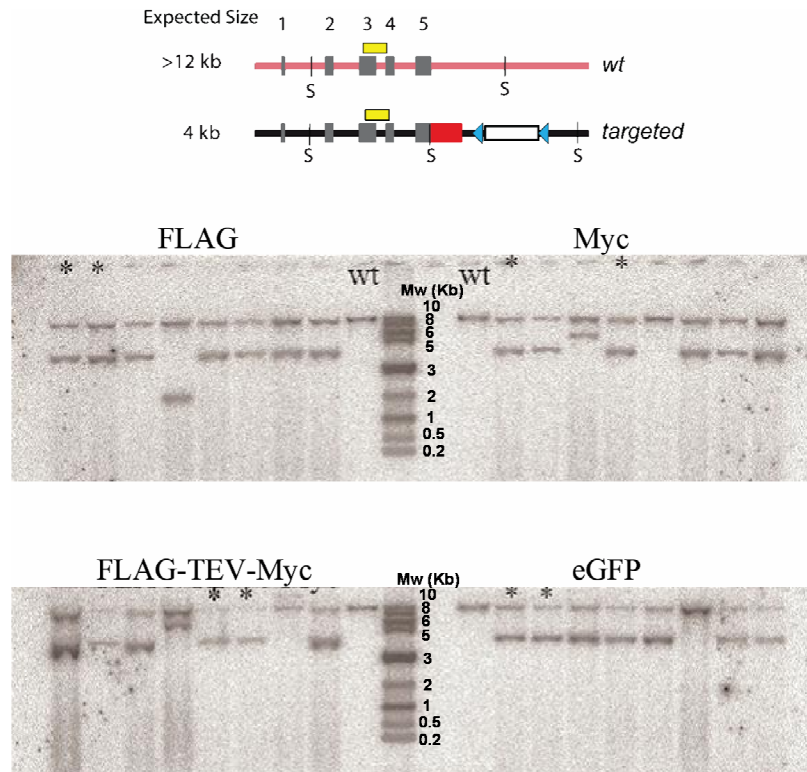 Expected Size 1 2 3 4 5
>12 kb wt
S S
4 kb targeted
S S S
FLAG Myc
* * wt wt * *
Mw (Kb)
10
8
6
5
3
2
1
0.5
0.2
FLAG-TEV-Myc eGFP
* * * *
Mw (Kb)
10
8
6
5
3
2
1
0.5
0.2